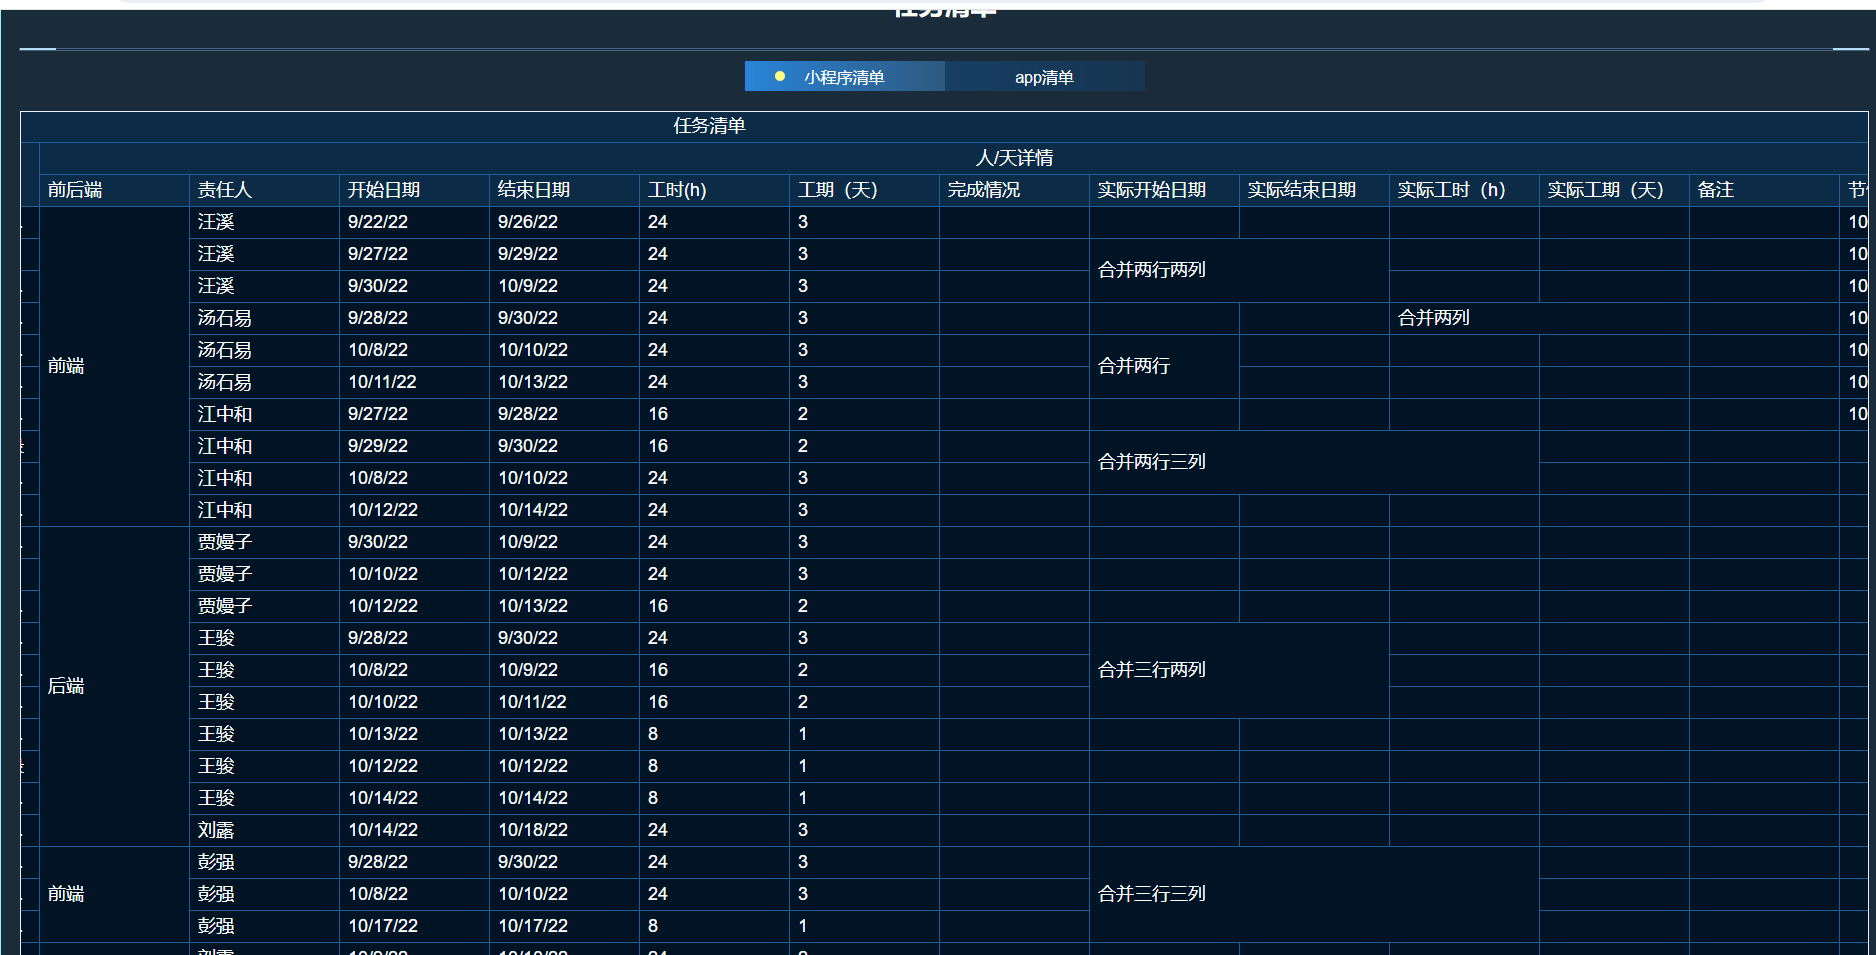 任务清单
小程序清单 app清单
任务清单
人/天详情
前后端 责任人 开始日期 结束日期 工时(h) 工期（天） 完成情况 实际开始日期 实际结束日期 实际工时（h） 实际工期（天） 备注 节
汪溪 9/22/22 9/26/22 24 3 10
汪溪 9/27/22 9/29/22 24 3 10
合并两行两列
汪溪 9/30/22 10/9/22 24 3 10
汤石易 9/28/22 9/30/22 24 3 合并两列 10
汤石易 10/8/22 10/10/22 24 3 10
前端 合并两行
汤石易 10/11/22 10/13/22 24 3 10
江中和 9/27/22 9/28/22 16 2 10
江中和 9/29/22 9/30/22 16 2
合并两行三列
江中和 10/8/22 10/10/22 24 3
江中和 10/12/22 10/14/22 24 3
贾嫚子 9/30/22 10/9/22 24 3
贾嫚子 10/10/22 10/12/22 24 3
贾嫚子 10/12/22 10/13/22 16 2
王骏 9/28/22 9/30/22 24 3
王骏 10/8/22 10/9/22 16 2 合并三行两列
后端
王骏 10/10/22 10/11/22 16 2
王骏 10/13/22 10/13/22 8 1
王骏 10/12/22 10/12/22 8 1
王骏 10/14/22 10/14/22 8 1
刘露 10/14/22 10/18/22 24 3
彭强 9/28/22 9/30/22 24 3
前端 彭强 10/8/22 10/10/22 24 3 合并三行三列
彭强 10/17/22 10/17/22 8 1
刘露